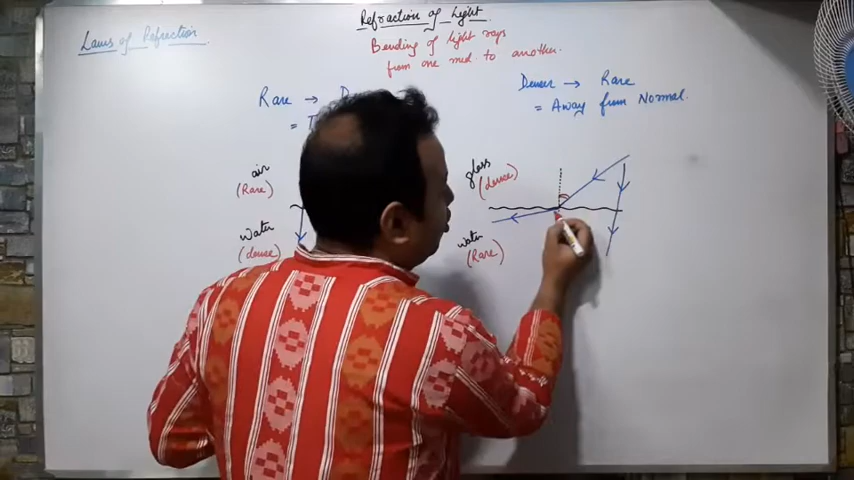 Refraction of Light
Laws of Refrection
Bending of light rays
from one med. to another.
Rare →
Denser → Rare
= Away from Normal.
air
(Rare)
glass
(dense)
water
(dense)
water
(Rare)